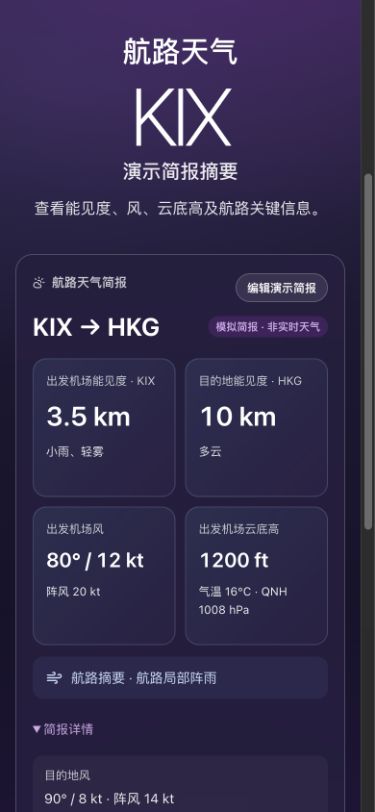 航路天气
KIX
演示简报摘要
查看能见度、风、云底高及航路关键信息。
航路天气简报
编辑演示简报
KIX → HKG
模拟简报 · 非实时天气
出发机场能见度 · KIX
3.5 km
小雨、轻雾
目的地能见度 · HKG
10 km
多云
出发机场风
80° / 12 kt
阵风 20 kt
出发机场云底高
1200 ft
气温 16°C · QNH
1008 hPa
航路摘要 · 航路局部阵雨
▼简报详情
目的地风
90° / 8 kt · 阵风 14 kt